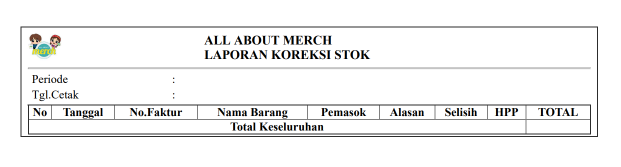 ALL ABOUT MERCH
LAPORAN KOREKSI STOK
Periode :
Tgl.Cetak :
No Tanggal No.Faktur Nama Barang Pemasok Alasan Selisih HPP TOTAL
Total Keseluruhan